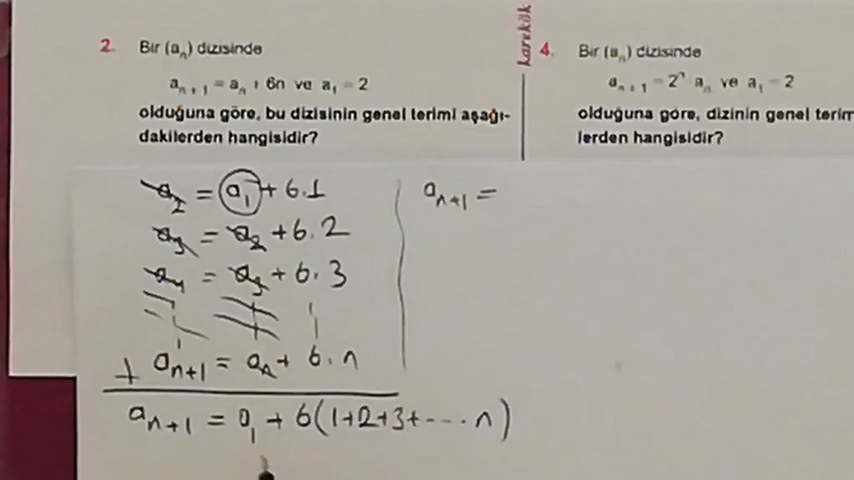 2. Bir (aₙ) dizisinde
aₙ₊₁ = aₙ + 6n ve a₁ = 2
olduğuna göre, bu dizisinin genel terimi aşağı-
dakilerden hangisidir?
karekök
4. Bir (aₙ) dizisinde
aₙ₊₁ = 2ⁿ aₙ ve a₁ = 2
olduğuna göre, dizinin genel terim
lerden hangisidir?
a₂ = a₁ + 6.1
a₃ = a₂ + 6.2
a₄ = a₃ + 6.3
+ aₙ₊₁ = aₙ + 6.n
aₙ₊₁ = a₁ + 6(1+2+3+----n)
aₙ₊₁ =